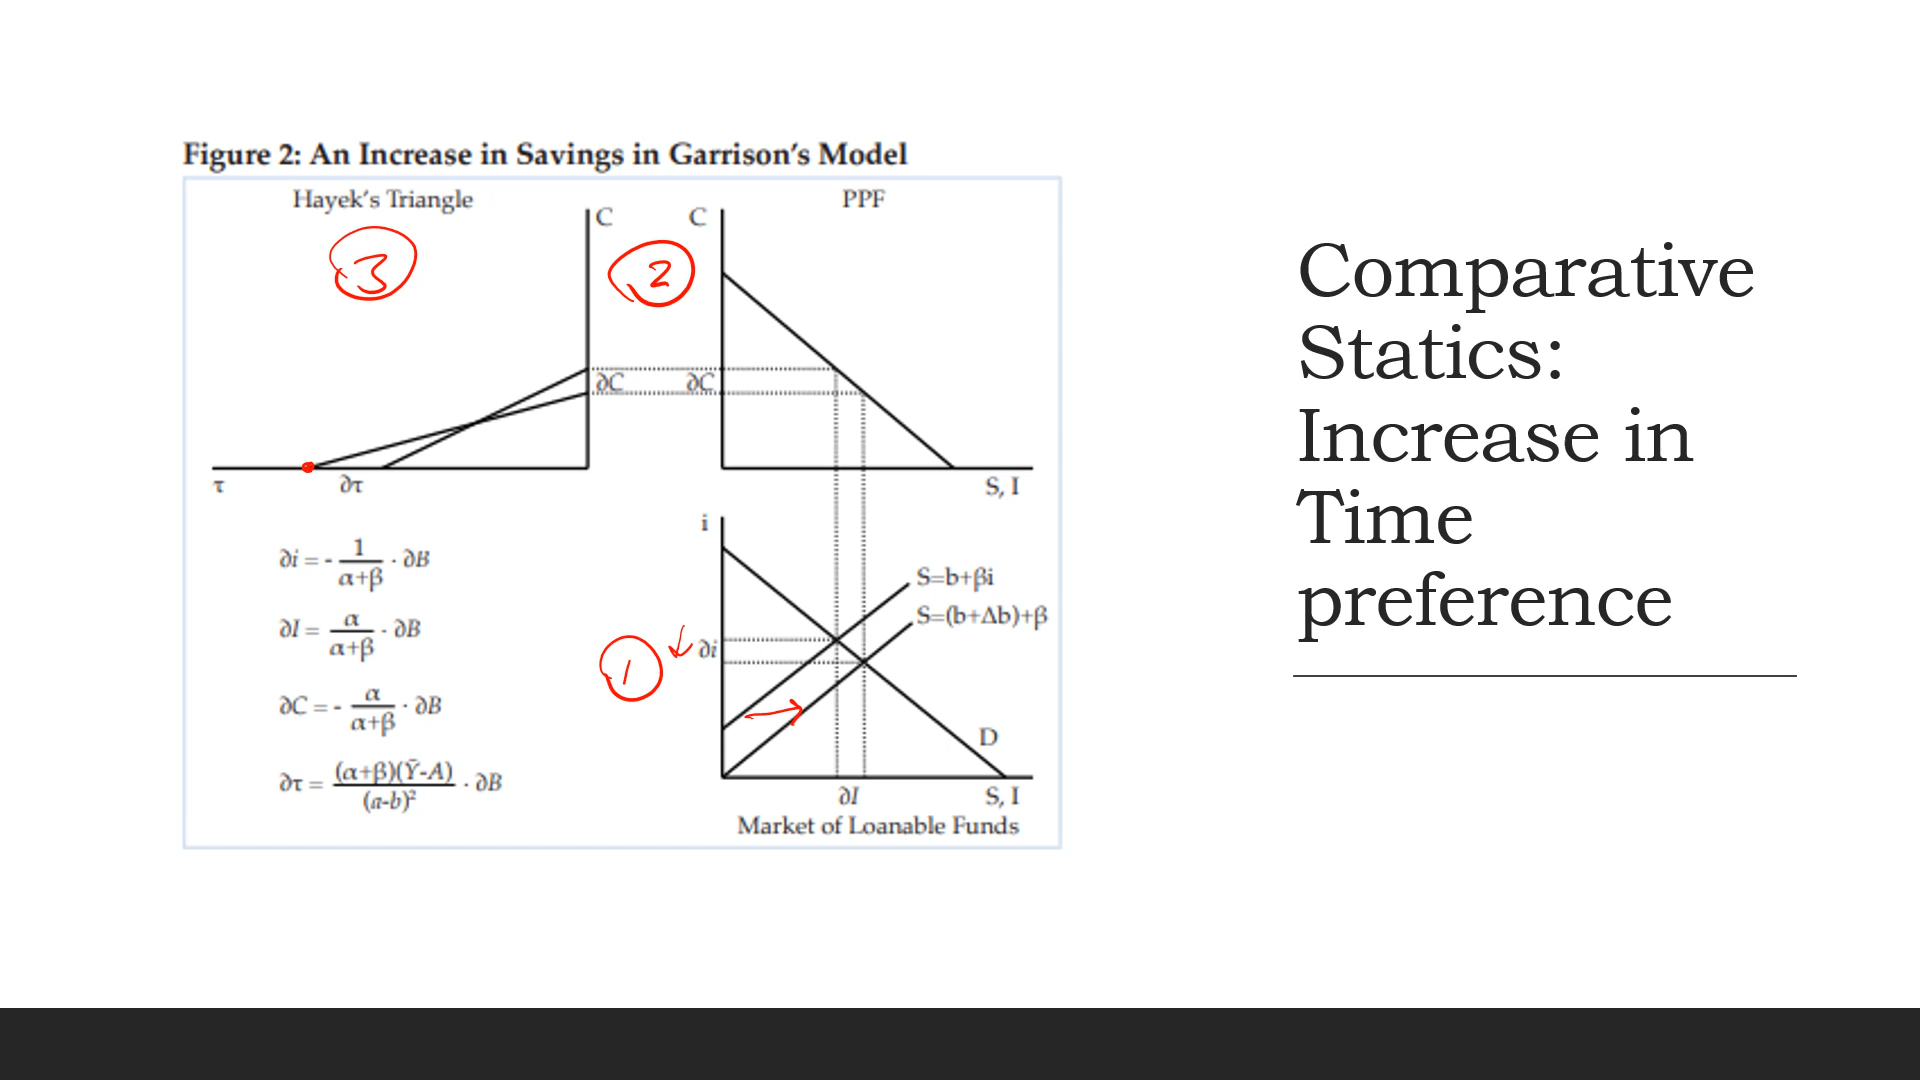 Figure 2: An Increase in Savings in Garrison's Model
Hayek's Triangle
PPF
C
C
3
2
∂C
∂C
τ
∂τ
S, I
i
∂i = - 1/α+β · ∂B
∂I = α/α+β · ∂B
∂C = - α/α+β · ∂B
∂τ = (α+β)(Ȳ-A)/(a-b)² · ∂B
S=b+βi
S=(b+Δb)+β
1
∂i
D
∂I
S, I
Market of Loanable Funds
Comparative
Statics:
Increase in
Time
preference